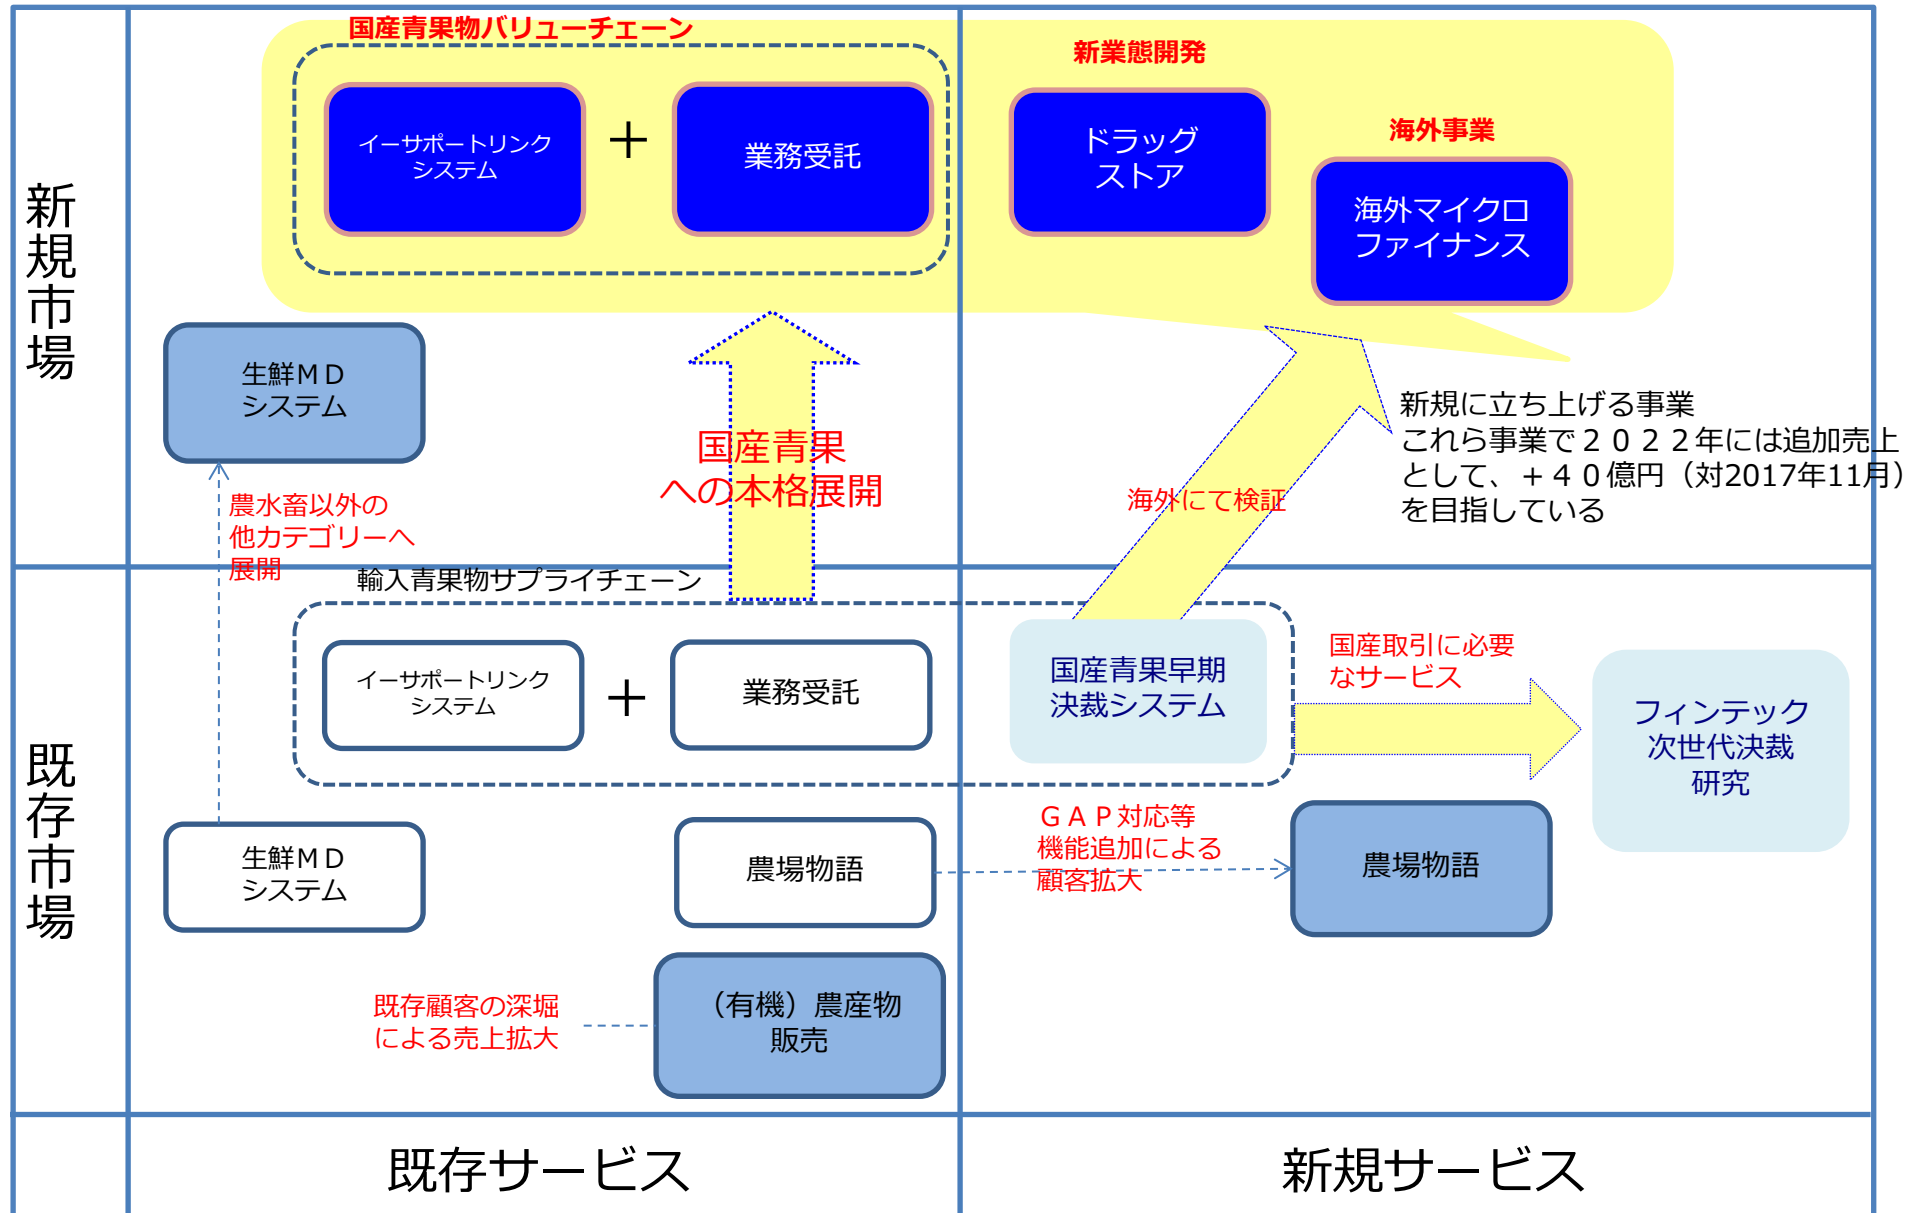 国産青果物バリューチェーン
イーサポートリンク
システム
＋
業務受託
新業態開発
ドラッグ
ストア
海外事業
海外マイクロ
ファイナンス
新規市場
生鮮ＭＤ
システム
国産青果
への本格展開
農水畜以外の
他カテゴリーへ
展開
海外にて検証
新規に立ち上げる事業
これら事業で２０２２年には追加売上
として、＋４０億円（対2017年11月）
を目指している
輸入青果物サプライチェーン
イーサポートリンク
システム
＋
業務受託
国産青果早期
決裁システム
国産取引に必要
なサービス
フィンテック
次世代決裁
研究
既存市場
生鮮ＭＤ
システム
農場物語
ＧＡＰ対応等
機能追加による
顧客拡大
農場物語
既存顧客の深堀
による売上拡大
（有機）農産物
販売
既存サービス
新規サービス